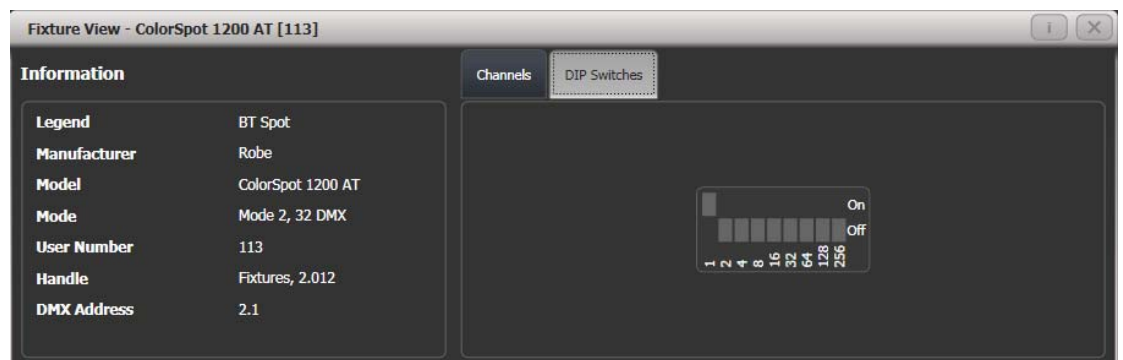 Fixture View - ColorSpot 1200 AT [113]
i
Information
Channels
DIP Switches
Legend BT Spot
Manufacturer Robe
Model ColorSpot 1200 AT
Mode Mode 2, 32 DMX
User Number 113
Handle Fixtures, 2.012
DMX Address 2.1
On
Off
1 2 4 8 16 32 64 128 256